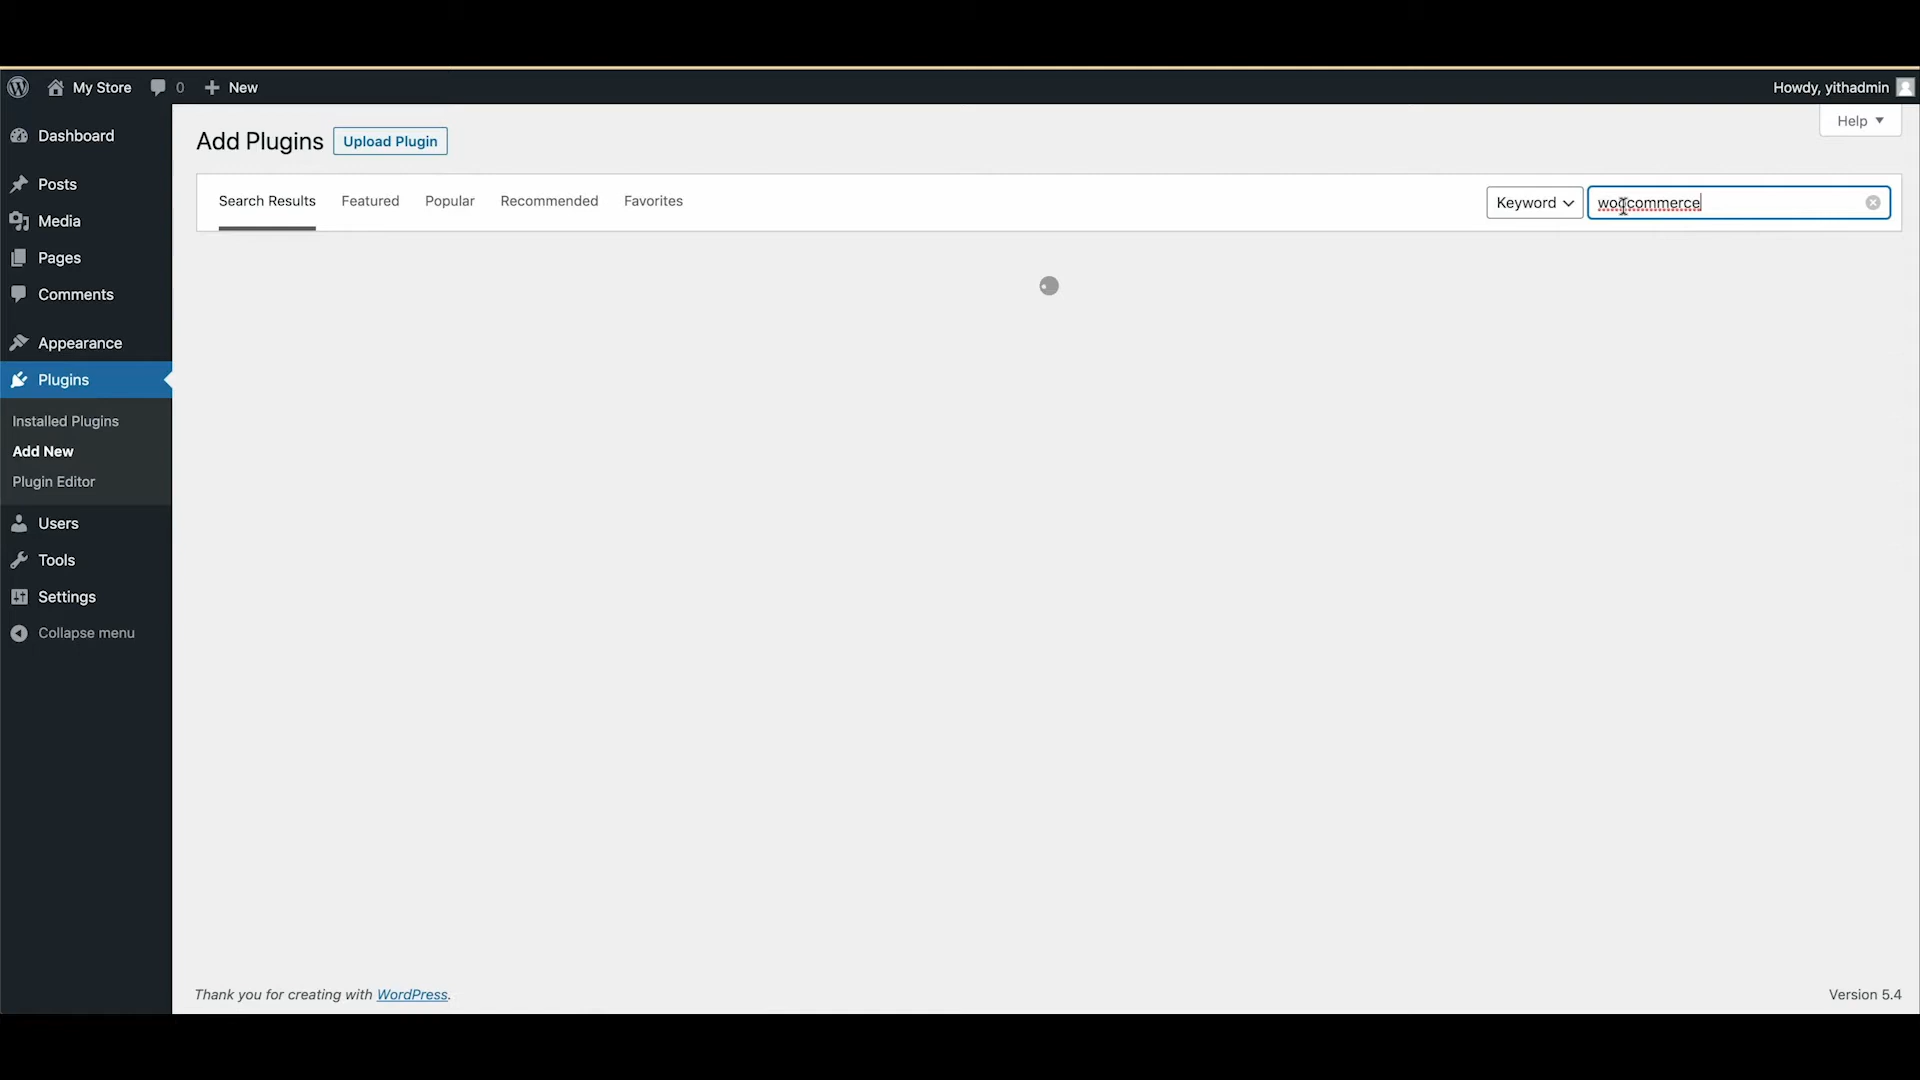 My Store 0 New Howdy, yithadmin
Help
Dashboard
Posts
Media
Pages
Comments
Appearance
Plugins
Installed Plugins
Add New
Plugin Editor
Users
Tools
Settings
Collapse menu
Add Plugins Upload Plugin
Search Results Featured Popular Recommended Favorites Keyword woocommerce
Thank you for creating with WordPress. Version 5.4